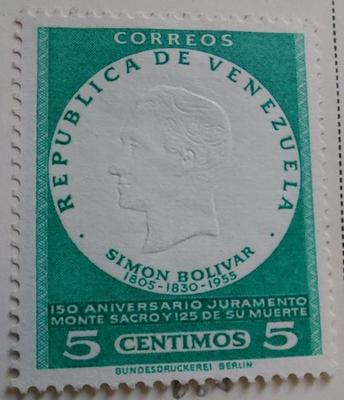 CORREOS
REPUBLICA DE VENEZUELA
SIMON BOLIVAR
1805-1830-1955
150 ANIVERSARIO JURAMENTO
MONTE SACRO Y 125 DE SU MUERTE
5 CENTIMOS 5
BUNDESDRUCKEREI BERLIN